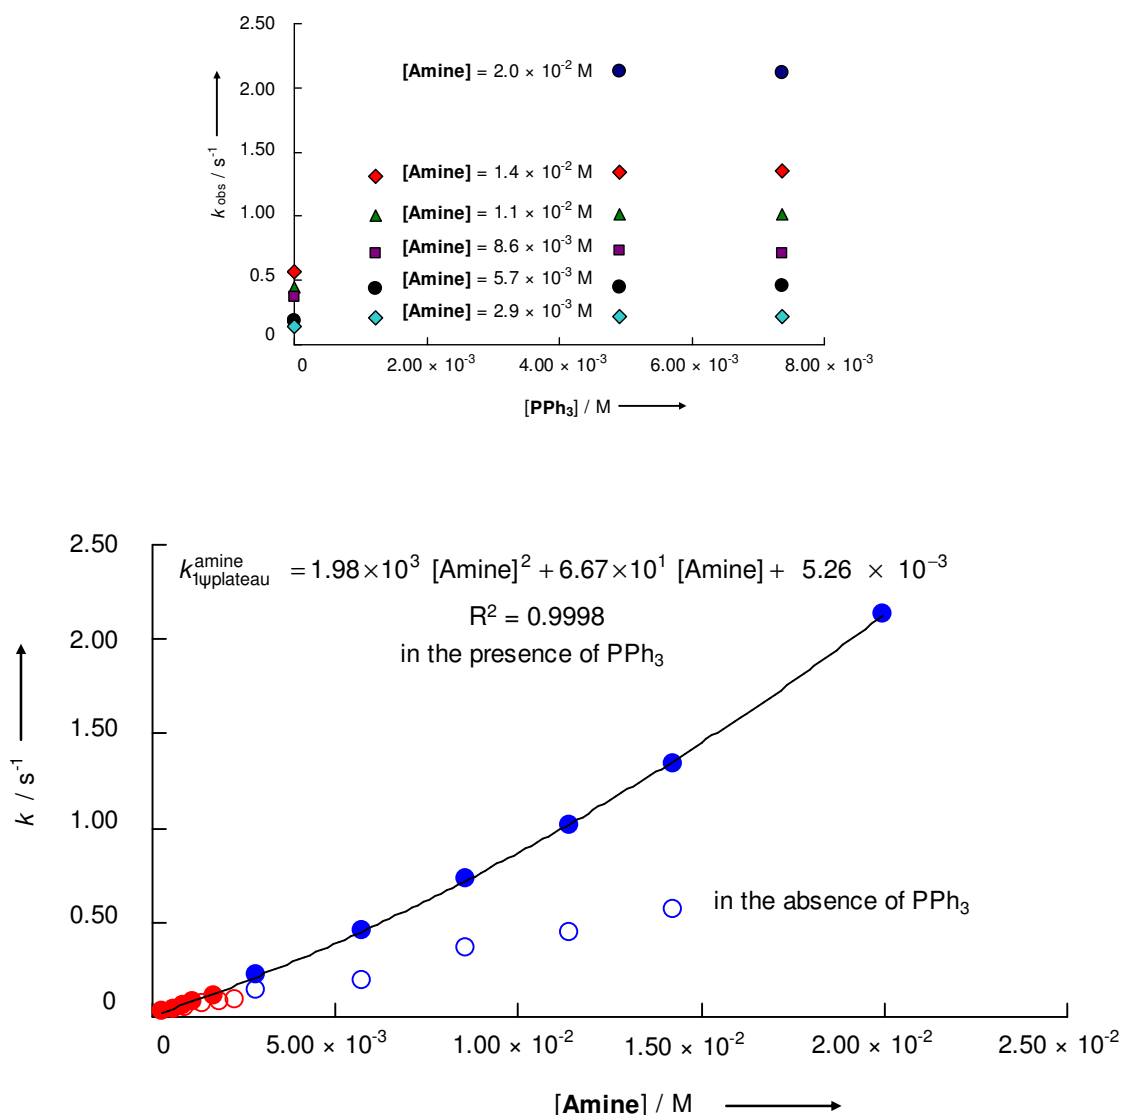 2.50
[Amine] = 2.0 × 10⁻² M
2.00
k obs / s⁻¹
1.50
[Amine] = 1.4 × 10⁻² M
1.00
[Amine] = 1.1 × 10⁻² M
[Amine] = 8.6 × 10⁻³ M
0.5
[Amine] = 5.7 × 10⁻³ M
[Amine] = 2.9 × 10⁻³ M
0
0 2.00 × 10⁻³ 4.00 × 10⁻³ 6.00 × 10⁻³ 8.00 × 10⁻³
[PPh₃] / M
2.50
k₁ψplateau^amine = 1.98×10³ [Amine]² + 6.67×10¹ [Amine] + 5.26 × 10⁻³
R² = 0.9998
2.00
in the presence of PPh₃
1.50
k / s⁻¹
1.00
0.50
in the absence of PPh₃
0
0 5.00 × 10⁻³ 1.00 × 10⁻² 1.50 × 10⁻² 2.00 × 10⁻² 2.50 × 10⁻²
[Amine] / M